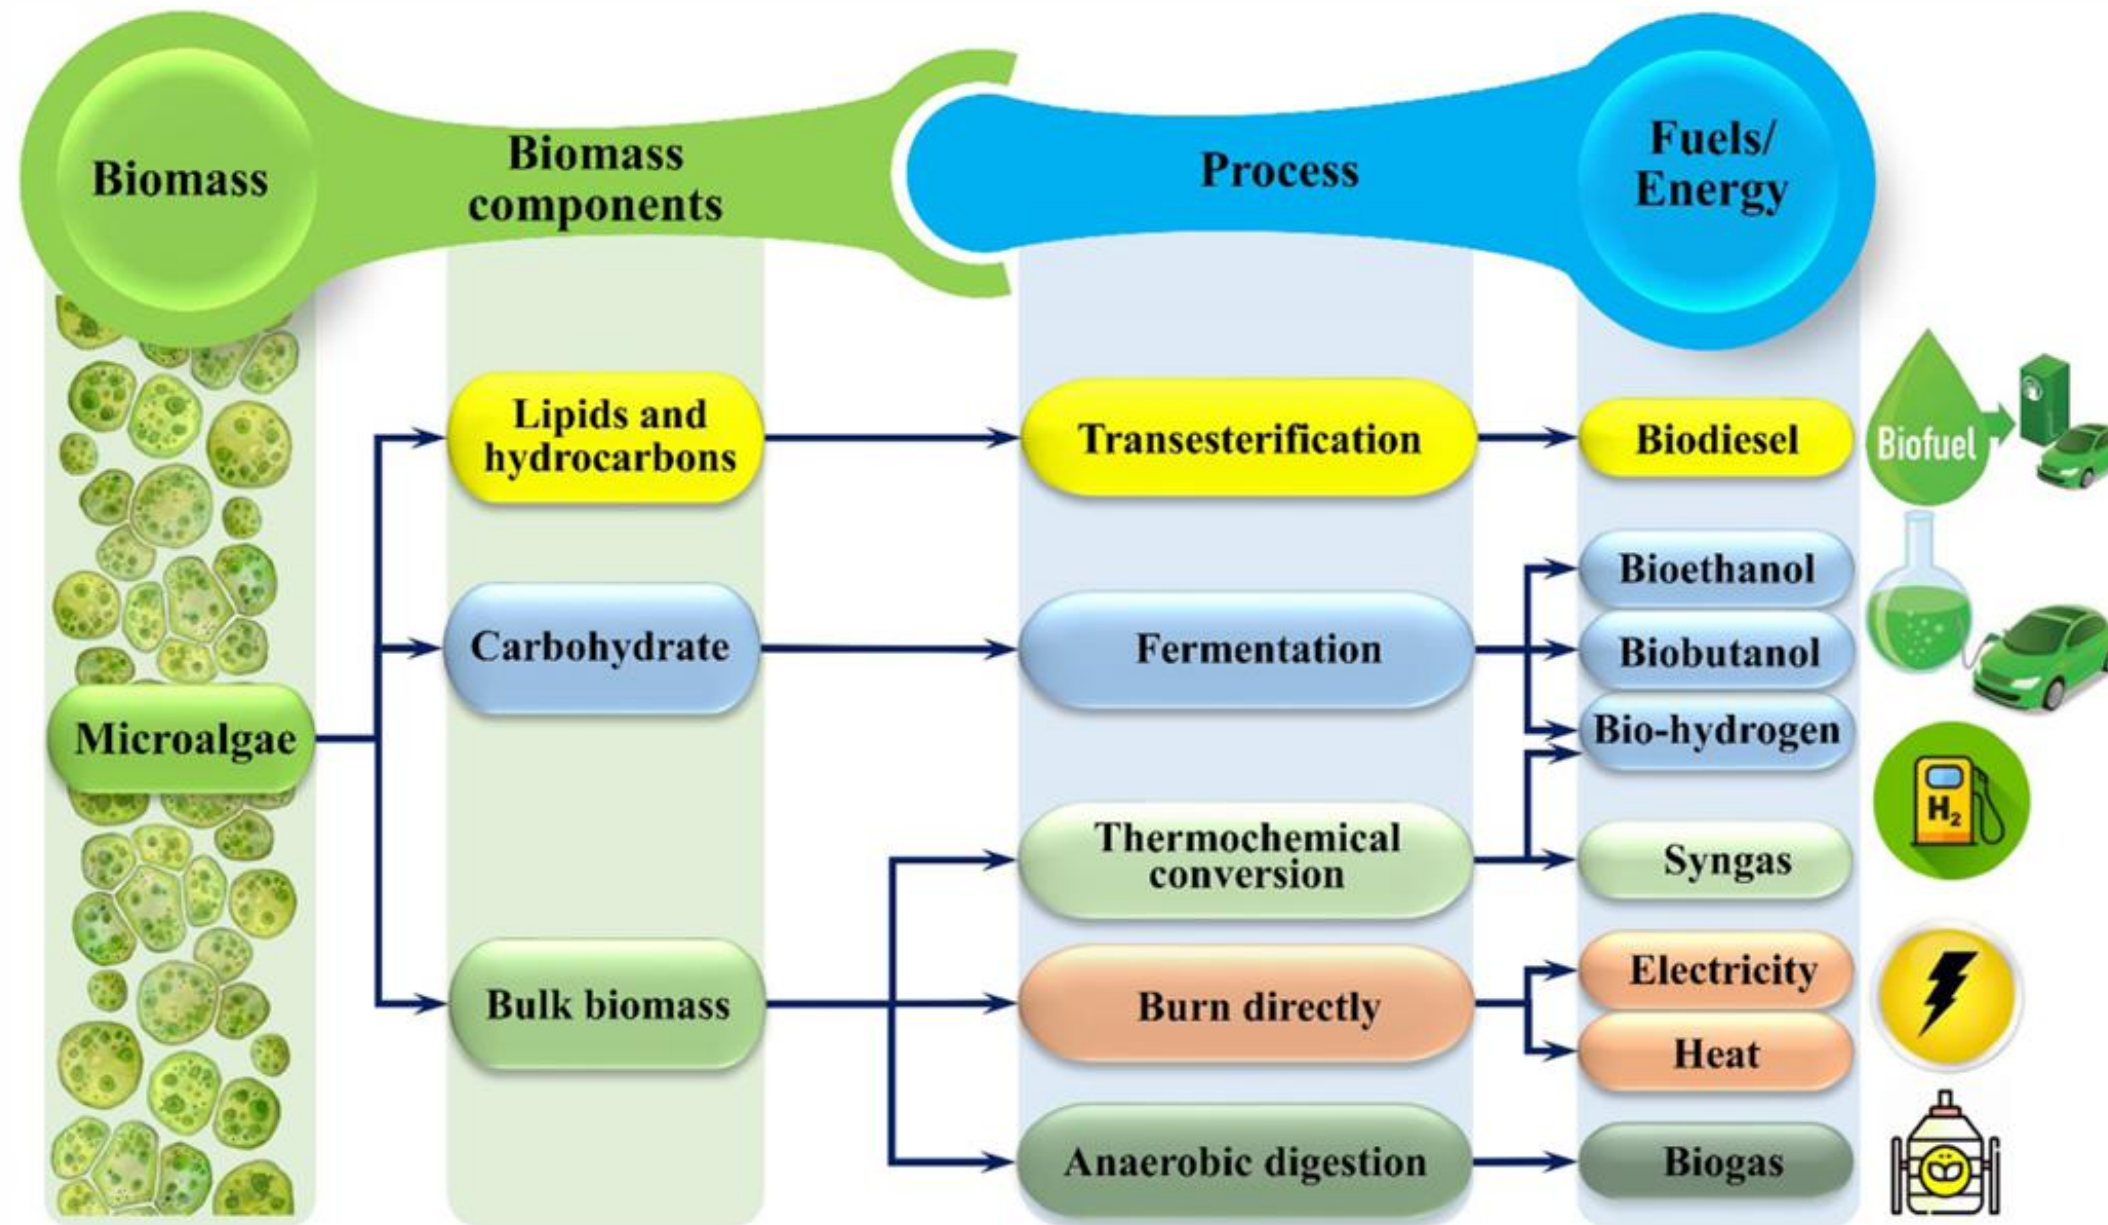 Biomass
Biomass
components
Process
Fuels/
Energy
Lipids and
hydrocarbons
Transesterification
Biodiesel
Biofuel
Bioethanol
Carbohydrate
Fermentation
Biobutanol
Microalgae
Bio-hydrogen
H₂
Thermochemical
conversion
Syngas
Bulk biomass
Burn directly
Electricity
Heat
Anaerobic digestion
Biogas